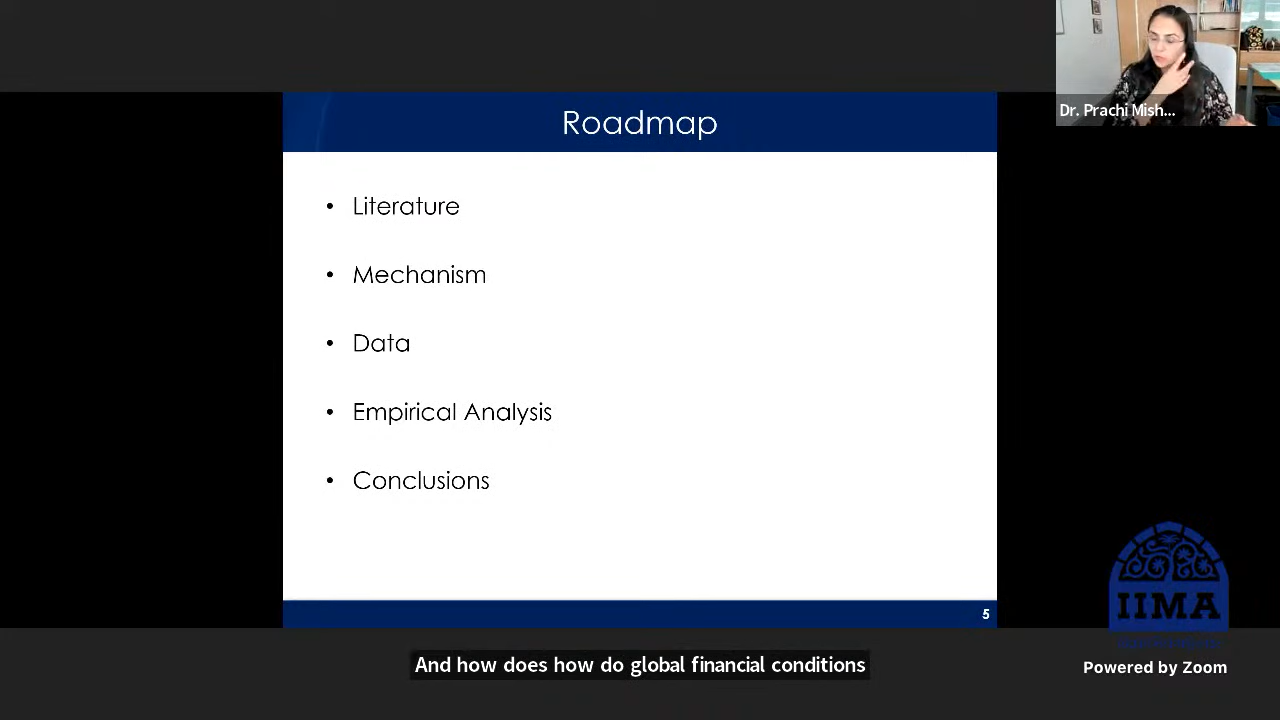 Dr. Prachi Mish...
Roadmap
• Literature
• Mechanism
• Data
• Empirical Analysis
• Conclusions
5
IIMA
And how does how do global financial conditions
Powered by Zoom